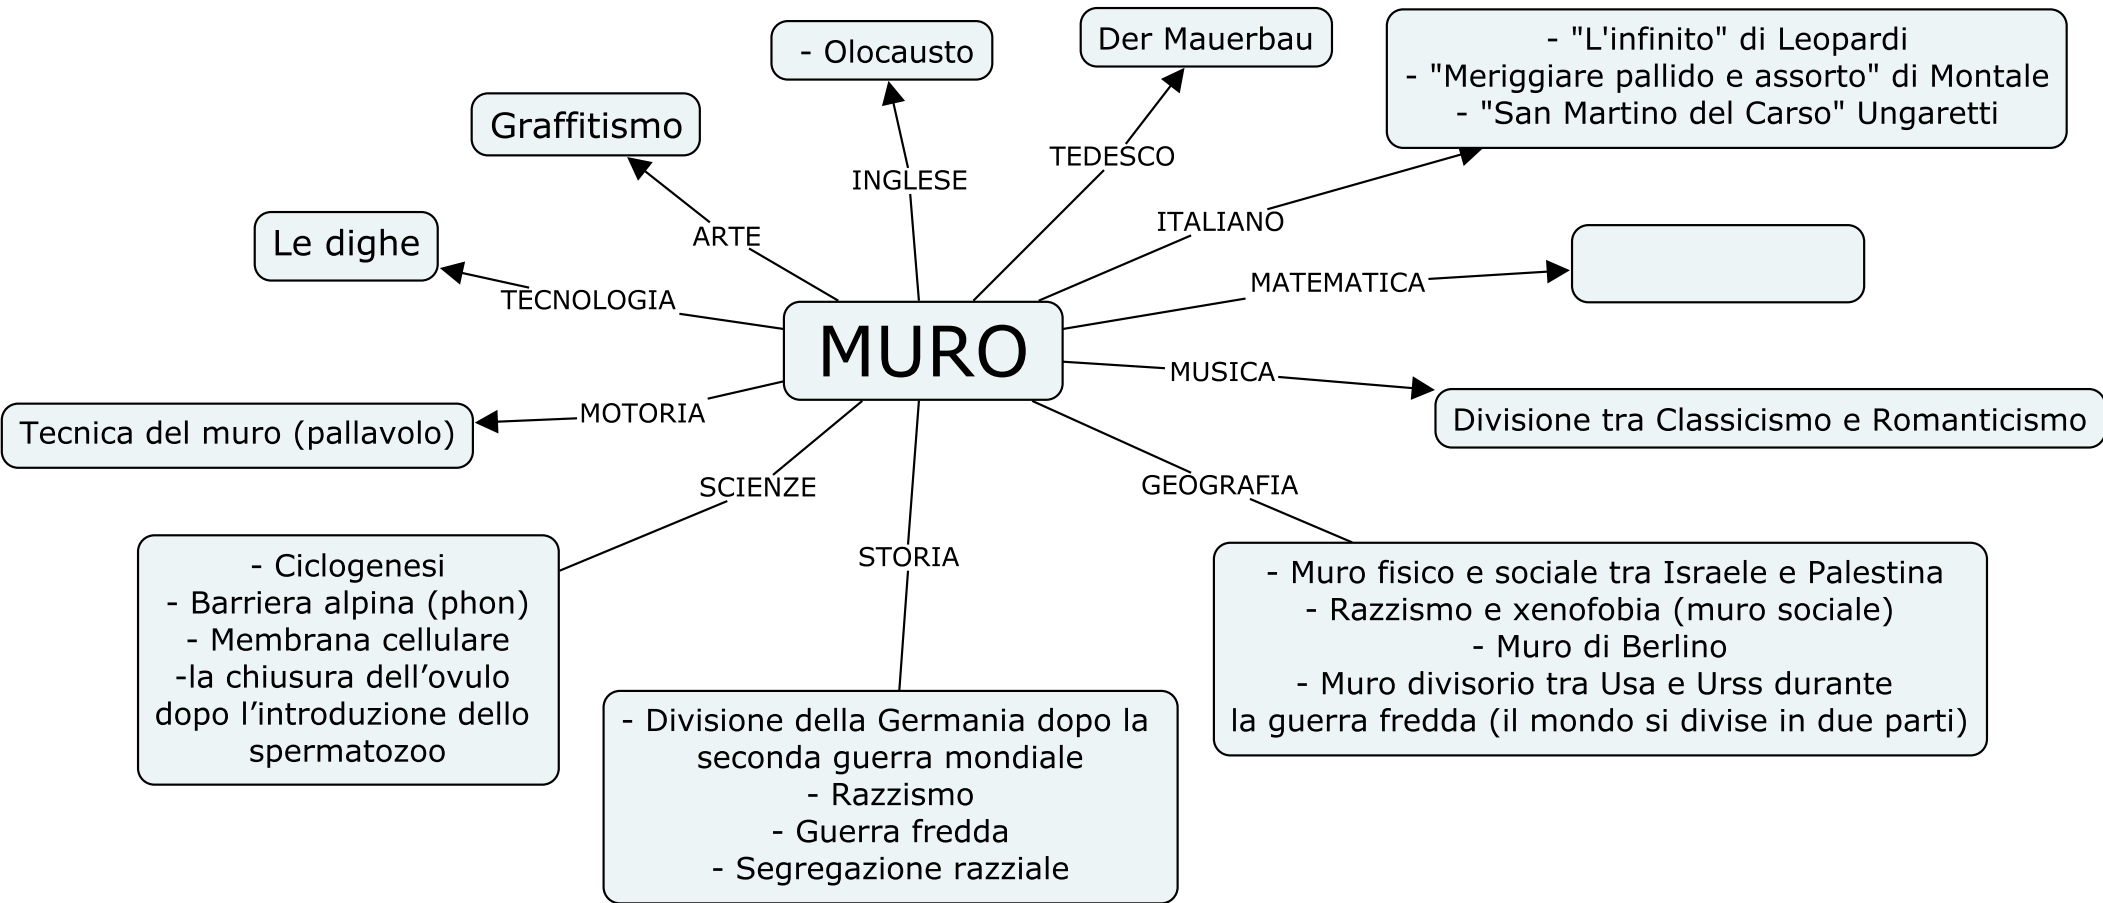 - Olocausto
Der Mauerbau
- "L'infinito" di Leopardi
- "Meriggiare pallido e assorto" di Montale
- "San Martino del Carso" Ungaretti
Graffitismo
INGLESE
TEDESCO
ITALIANO
Le dighe
ARTE
MATEMATICA
TECNOLOGIA
MURO
MUSICA
Divisione tra Classicismo e Romanticismo
MOTORIA
Tecnica del muro (pallavolo)
SCIENZE
GEOGRAFIA
STORIA
- Ciclogenesi
- Barriera alpina (phon)
- Membrana cellulare
-la chiusura dell’ovulo
dopo l’introduzione dello
spermatozoo
- Muro fisico e sociale tra Israele e Palestina
- Razzismo e xenofobia (muro sociale)
- Muro di Berlino
- Muro divisorio tra Usa e Urss durante
la guerra fredda (il mondo si divise in due parti)
- Divisione della Germania dopo la
seconda guerra mondiale
- Razzismo
- Guerra fredda
- Segregazione razziale